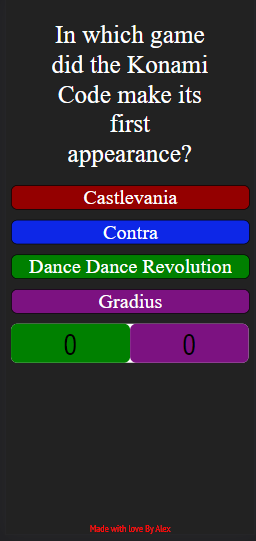 In which game
did the Konami
Code make its
first
appearance?
Castlevania
Contra
Dance Dance Revolution
Gradius
0 0
Made with love By Alex